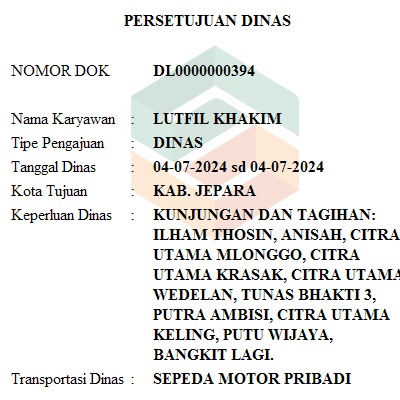 PERSETUJUAN DINAS
NOMOR DOK DL0000000394
Nama Karyawan : LUTFIL KHAKIM
Tipe Pengajuan : DINAS
Tanggal Dinas : 04-07-2024 sd 04-07-2024
Kota Tujuan : KAB. JEPARA
Keperluan Dinas : KUNJUNGAN DAN TAGIHAN:
ILHAM THOSIN, ANISAH, CITRA
UTAMA MLONGGO, CITRA
UTAMA KRASAK, CITRA UTAMA
WEDELAN, TUNAS BHAKTI 3,
PUTRA AMBISI, CITRA UTAMA
KELING, PUTU WIJAYA,
BANGKIT LAGI.
Transportasi Dinas : SEPEDA MOTOR PRIBADI